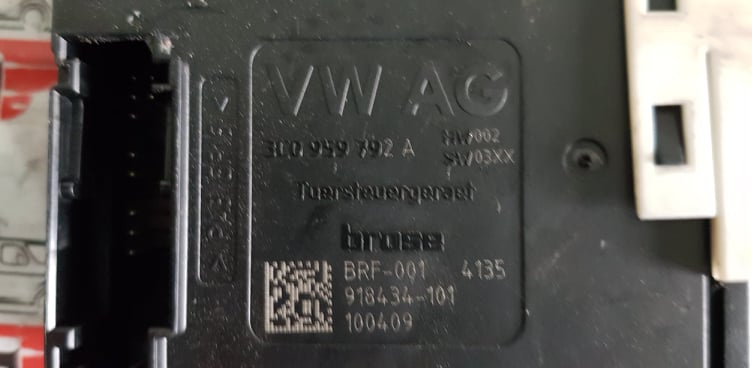 VW AG
3C0 959 792 A
HW002
SW03XX
Tuersteuergeraet
brose
BRF-001 4135
918434-101
100409